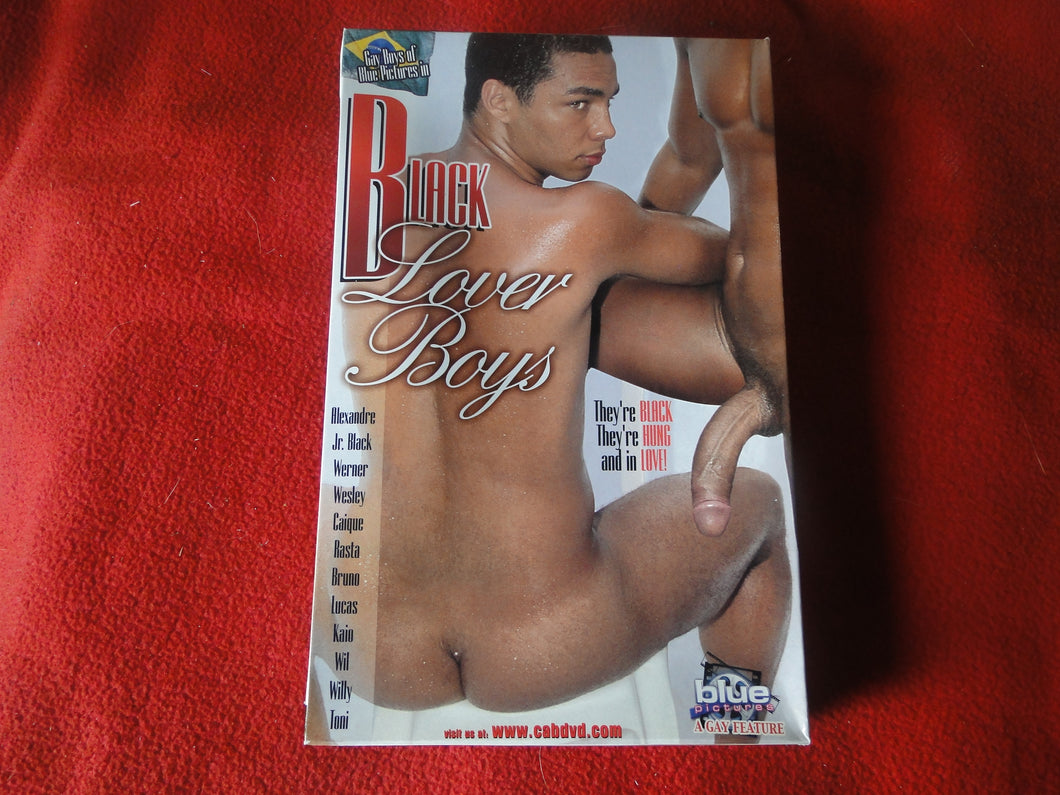 Gay Boys of
Blue Pictures in
BLACK
Lover
Boys
They're BLACK
They're HUNG
and in LOVE!
Alexandre
Jr. Black
Werner
Wesley
Caique
Rasta
Bruno
Lucas
Kaio
Wil
Willy
Toni
blue
pictures
A GAY FEATURE
visit us at: www.cabdvd.com